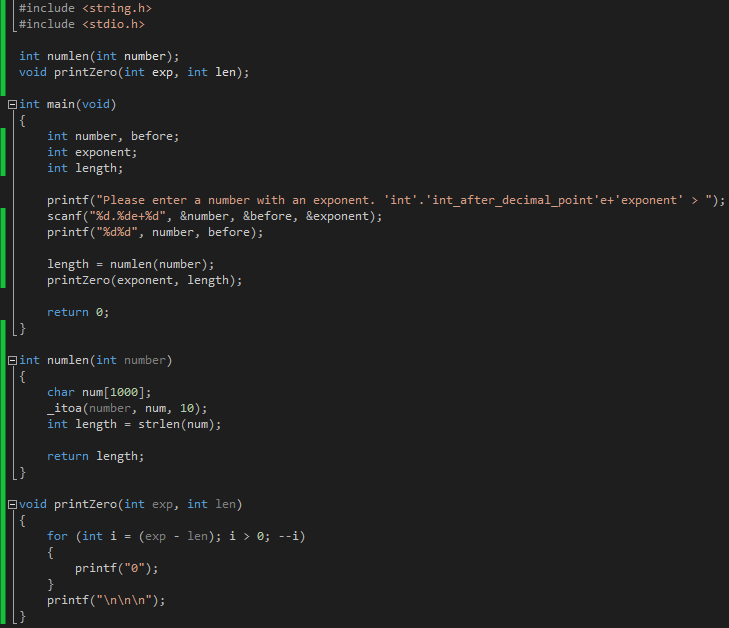 #include <string.h>
#include <stdio.h>
int numlen(int number);
void printZero(int exp, int len);
int main(void)
{
int number, before;
int exponent;
int length;
printf("Please enter a number with an exponent. 'int'.'int_after_decimal_point'e+'exponent' > ");
scanf("%d.%de+%d", &number, &before, &exponent);
printf("%d%d", number, before);
length = numlen(number);
printZero(exponent, length);
return 0;
}
int numlen(int number)
{
char num[1000];
_itoa(number, num, 10);
int length = strlen(num);
return length;
}
void printZero(int exp, int len)
{
for (int i = (exp - len); i > 0; --i)
{
printf("0");
}
printf("\n\n\n");
}